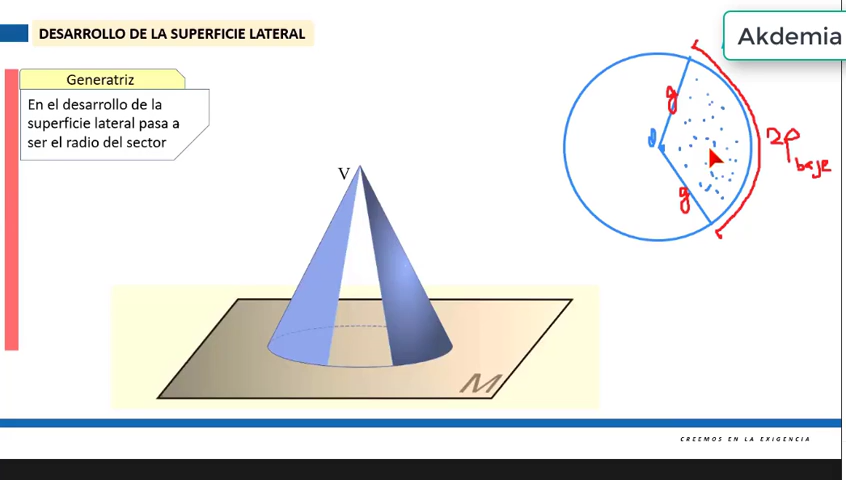 DESARROLLO DE LA SUPERFICIE LATERAL
Akdemia
Generatriz
En el desarrollo de la
superficie lateral pasa a
ser el radio del sector
g
O
2p
base
g
V
M
CREEMOS EN LA EXIGENCIA